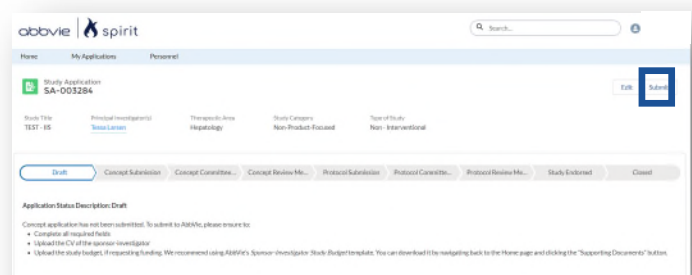 abbvie spirit
Search...
Home My Applications Personnel
Study Application
SA-003284
Edit Submit
Study Title Principal Investigator(s) Therapeutic Area Study Category Type of Study
TEST - IIS Tessa Larsen Hepatology Non-Product-Focused Non - Interventional
Draft Concept Submission Concept Committee... Concept Review Me... Protocol Submission Protocol Committe... Protocol Review Me... Study Endorsed Closed
Application Status Description: Draft
Concept application has not been submitted. To submit to AbbVie, please ensure to:
• Complete all required fields
• Upload the CV of the sponsor-investigator
• Upload the study budget, if requesting funding. We recommend using AbbVie's Sponsor-Investigator Study Budget template. You can download it by navigating back to the Home page and clicking the "Supporting Documents" button.